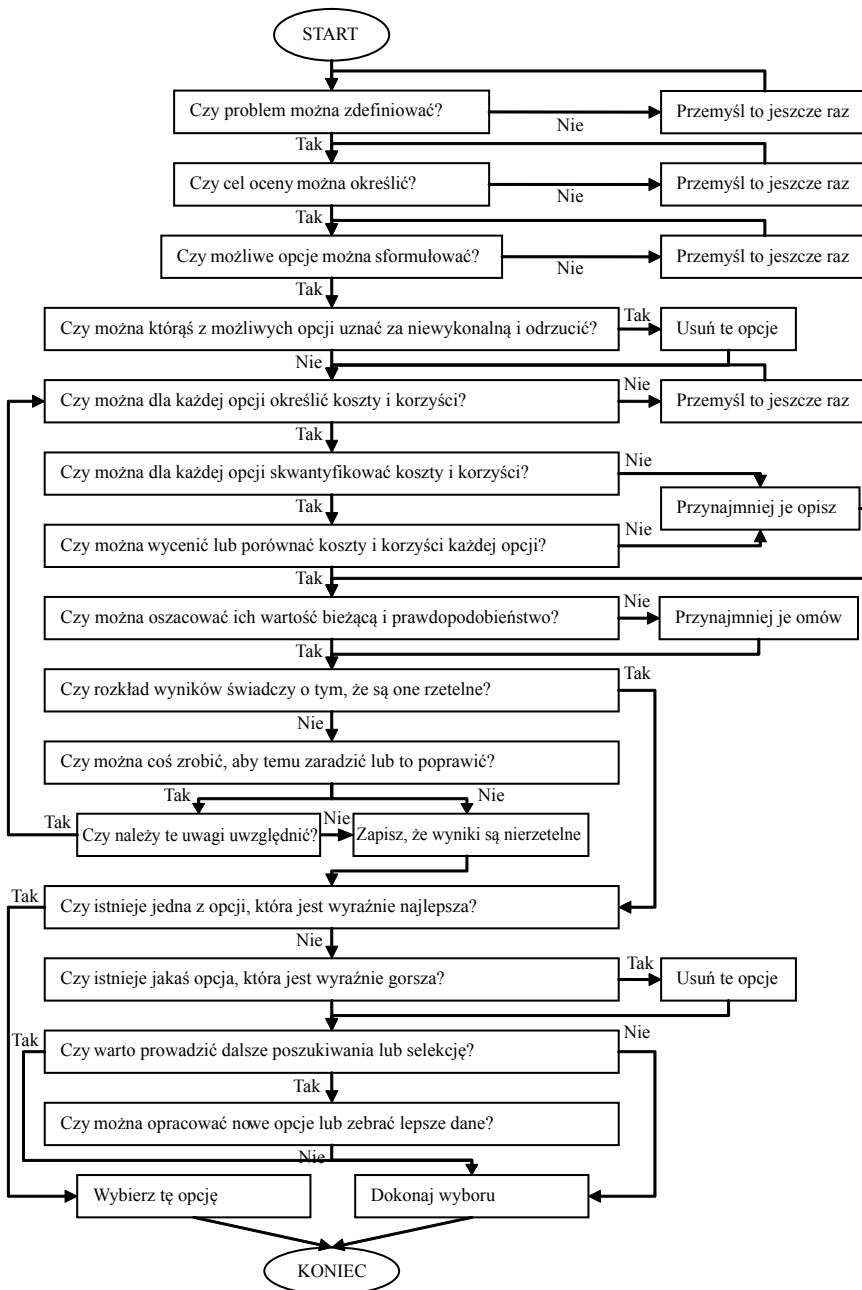 START
Czy problem można zdefiniować?
Nie
Przemyśl to jeszcze raz
Tak
Czy cel oceny można określić?
Nie
Przemyśl to jeszcze raz
Tak
Czy możliwe opcje można sformułować?
Nie
Przemyśl to jeszcze raz
Tak
Czy można którąś z możliwych opcji uznać za niewykonalną i odrzucić?
Tak
Usuń te opcje
Nie
Czy można dla każdej opcji określić koszty i korzyści?
Nie
Przemyśl to jeszcze raz
Tak
Czy można dla każdej opcji skwantyfikować koszty i korzyści?
Nie
Przynajmniej je opisz
Tak
Czy można wycenić lub porównać koszty i korzyści każdej opcji?
Nie
Tak
Czy można oszacować ich wartość bieżącą i prawdopodobieństwo?
Nie
Przynajmniej je omów
Tak
Czy rozkład wyników świadczy o tym, że są one rzetelne?
Tak
Nie
Czy można coś zrobić, aby temu zaradzić lub to poprawić?
Tak
Nie
Tak
Czy należy te uwagi uwzględnić?
Nie
Zapisz, że wyniki są nierzetelne
Tak
Czy istnieje jedna z opcji, która jest wyraźnie najlepsza?
Nie
Czy istnieje jakaś opcja, która jest wyraźnie gorsza?
Tak
Usuń te opcje
Tak
Czy warto prowadzić dalsze poszukiwania lub selekcję?
Nie
Tak
Czy można opracować nowe opcje lub zebrać lepsze dane?
Nie
Wybierz tę opcję
Dokonaj wyboru
KONIEC